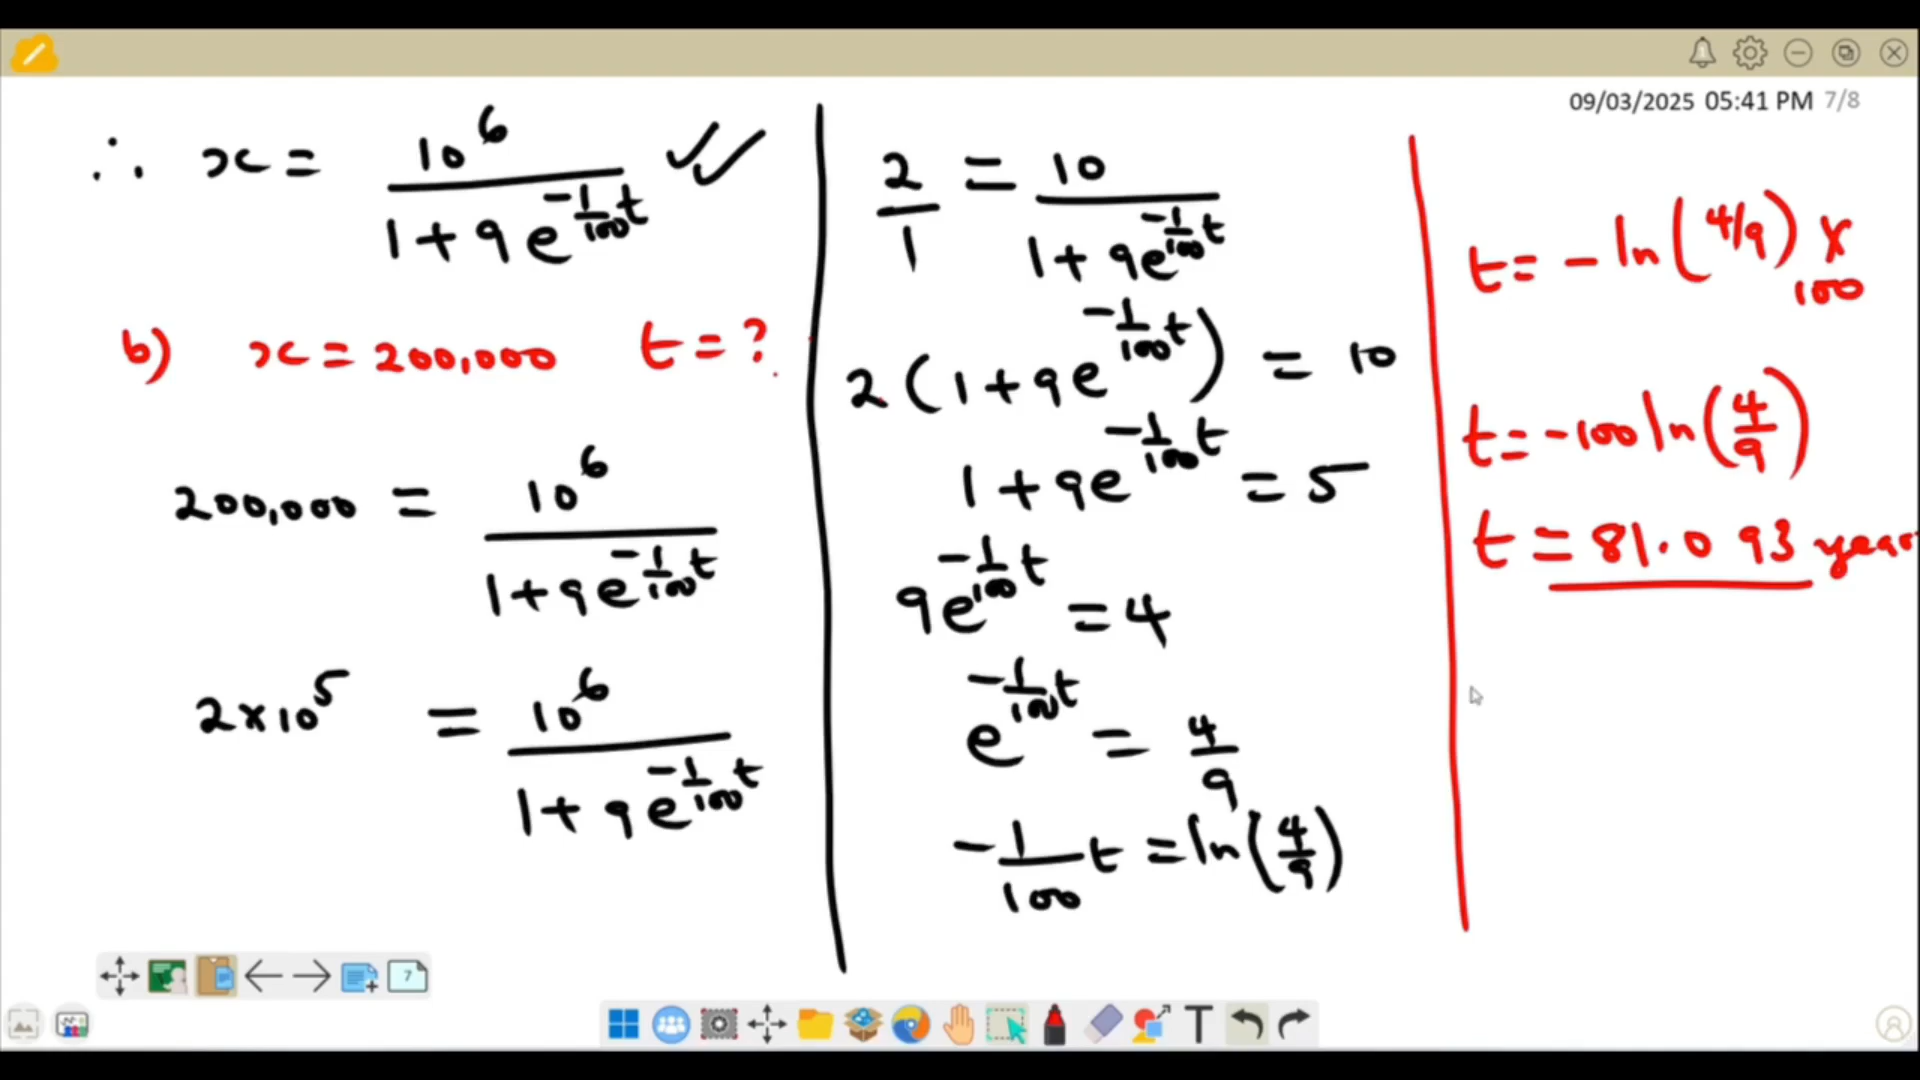 09/03/2025 05:41 PM 7/8
∴ x = 10^6 / (1 + 9e^(-1/100 t)) ✓✓
b) x = 200,000 t = ?
200,000 = 10^6 / (1 + 9e^(-1/100 t))
2 × 10^5 = 10^6 / (1 + 9e^(-1/100 t))
2/1 = 10 / (1 + 9e^(-1/100 t))
2(1 + 9e^(-1/100 t)) = 10
1 + 9e^(-1/100 t) = 5
9e^(-1/100 t) = 4
e^(-1/100 t) = 4/9
-1/100 t = ln(4/9)
t = -ln(4/9) × 100
t = -100 ln(4/9)
t = 81.093 year
7